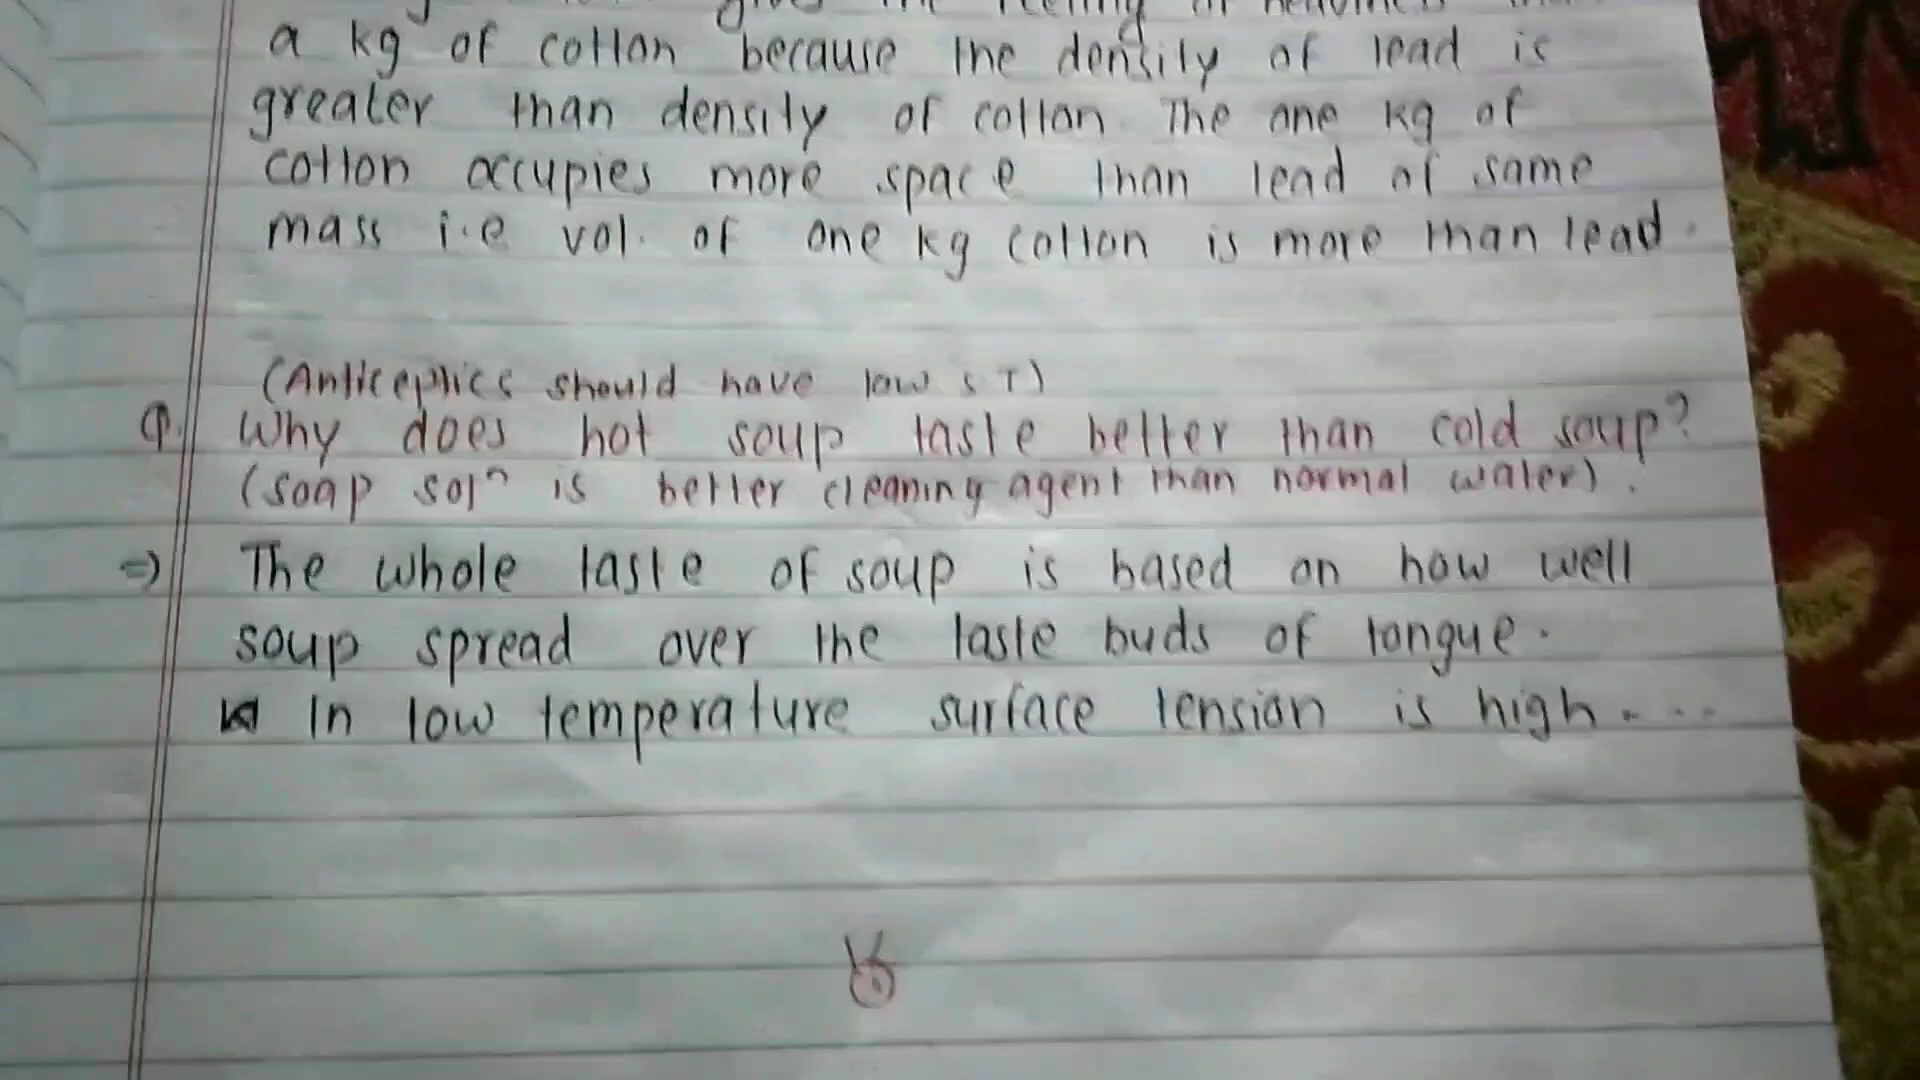 a kg of cotton because the density of lead is
greater than density of cotton. The one kg of
cotton occupies more space than lead of same
mass i.e vol. of one kg cotton is more than lead.
(Anticeptics should have low S T)
Q. Why does hot soup taste better than cold soup?
(soap solⁿ is better cleaning agent than normal water).
⇒ The whole taste of soup is based on how well
soup spread over the taste buds of tongue.
In low temperature surface tension is high....